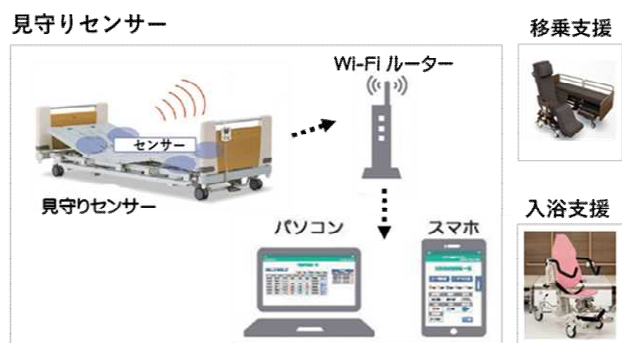 見守りセンサー
移乗支援
Wi-Fi ルーター
センサー
見守りセンサー
入浴支援
パソコン
スマホ